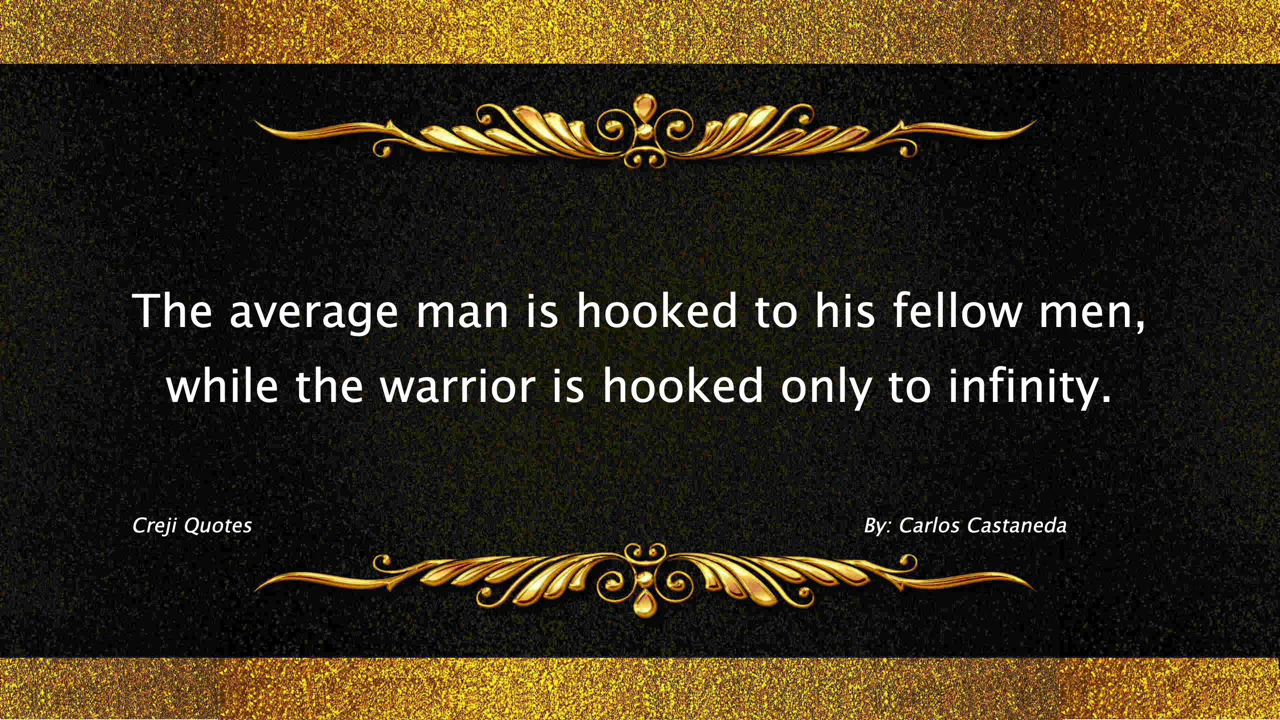 The average man is hooked to his fellow men,
while the warrior is hooked only to infinity.
Creji Quotes
By: Carlos Castaneda